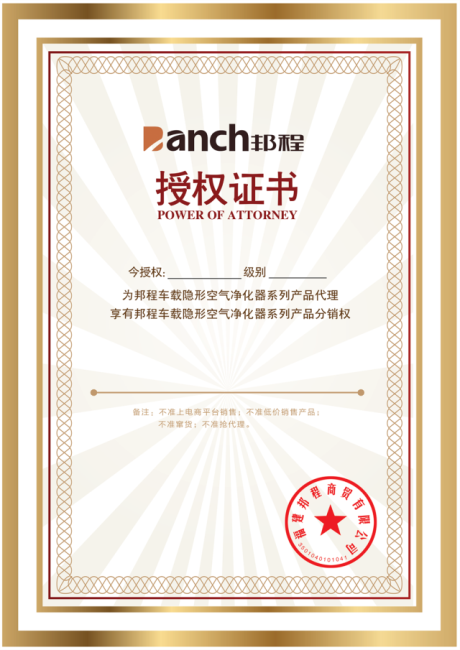 Banch邦程
授权证书
POWER OF ATTORNEY
今授权: ____________ 级别 __________
为邦程车载隐形空气净化器系列产品代理
享有邦程车载隐形空气净化器系列产品分销权
备注：不准上电商平台销售；不准低价销售产品；
不准窜货；不准抢代理。
福建邦程商贸有限公司
3501040101041